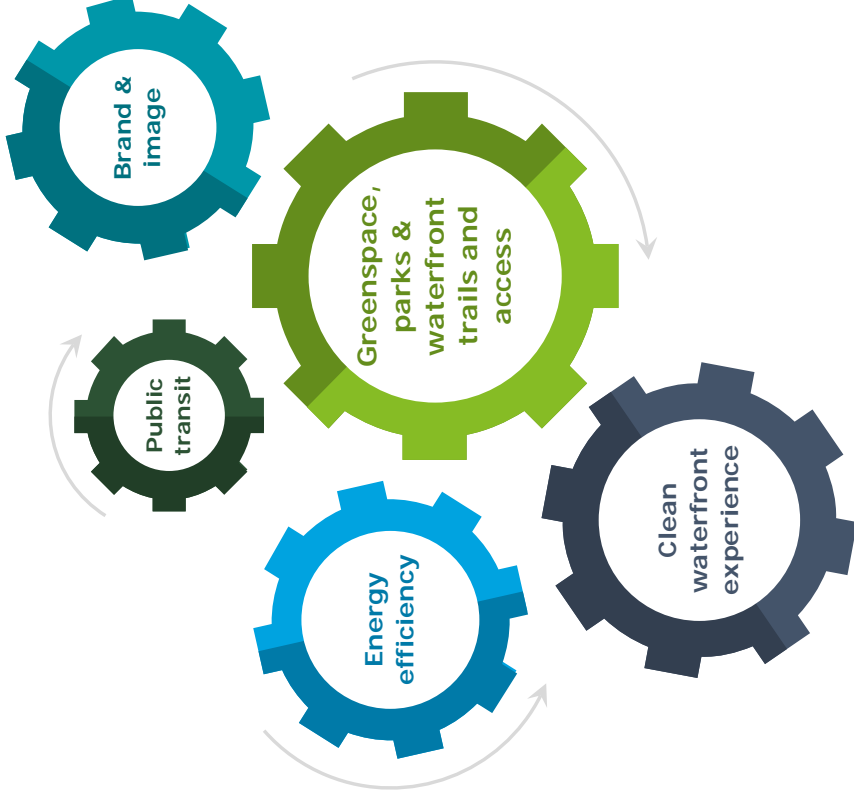 Brand &
image
Greenspace,
parks &
waterfront
trails and
access
Public
transit
Energy
efficiency
Clean
waterfront
experience